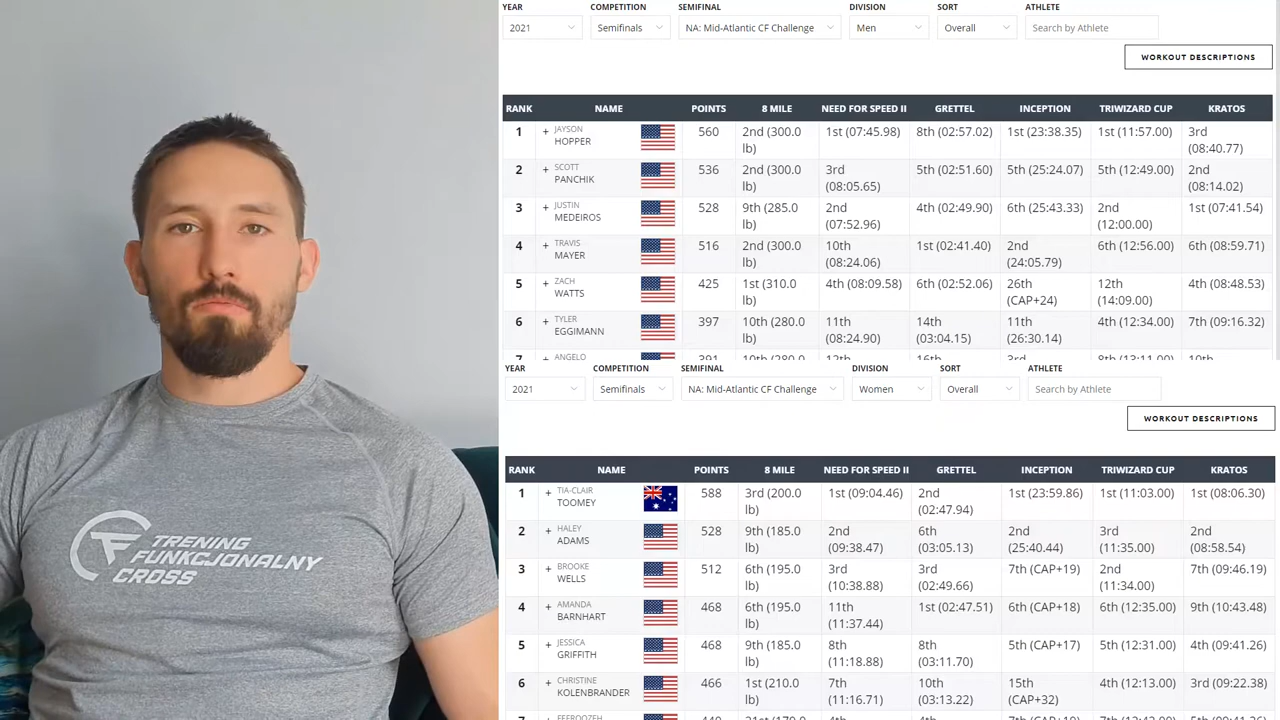 TRENING
FUNKCJONALNY
CROSS
YEAR COMPETITION SEMIFINAL DIVISION SORT ATHLETE
2021 Semifinals NA: Mid-Atlantic CF Challenge Men Overall Search by Athlete
WORKOUT DESCRIPTIONS
RANK NAME POINTS 8 MILE NEED FOR SPEED II GRETTEL INCEPTION TRIWIZARD CUP KRATOS
1 + JAYSON HOPPER 560 2nd (300.0 lb) 1st (07:45.98) 8th (02:57.02) 1st (23:38.35) 1st (11:57.00) 3rd (08:40.77)
2 + SCOTT PANCHIK 536 2nd (300.0 lb) 3rd (08:05.65) 5th (02:51.60) 5th (25:24.07) 5th (12:49.00) 2nd (08:14.02)
3 + JUSTIN MEDEIROS 528 9th (285.0 lb) 2nd (07:52.96) 4th (02:49.90) 6th (25:43.33) 2nd (12:00.00) 1st (07:41.54)
4 + TRAVIS MAYER 516 2nd (300.0 lb) 10th (08:24.06) 1st (02:41.40) 2nd (24:05.79) 6th (12:56.00) 6th (08:59.71)
5 + ZACH WATTS 425 1st (310.0 lb) 4th (08:09.58) 6th (02:52.06) 26th (CAP+24) 12th (14:09.00) 4th (08:48.53)
6 + TYLER EGGIMANN 397 10th (280.0 lb) 11th (08:24.90) 14th (03:04.15) 11th (26:30.14) 4th (12:34.00) 7th (09:16.32)
7 + ANGELO 391 10th (280.0 12th 16th 3rd 8th (13:11.00) 10th
YEAR COMPETITION SEMIFINAL DIVISION SORT ATHLETE
2021 Semifinals NA: Mid-Atlantic CF Challenge Women Overall Search by Athlete
WORKOUT DESCRIPTIONS
RANK NAME POINTS 8 MILE NEED FOR SPEED II GRETTEL INCEPTION TRIWIZARD CUP KRATOS
1 + TIA-CLAIR TOOMEY 588 3rd (200.0 lb) 1st (09:04.46) 2nd (02:47.94) 1st (23:59.86) 1st (11:03.00) 1st (08:06.30)
2 + HALEY ADAMS 528 9th (185.0 lb) 2nd (09:38.47) 6th (03:05.13) 2nd (25:40.44) 3rd (11:35.00) 2nd (08:58.54)
3 + BROOKE WELLS 512 6th (195.0 lb) 3rd (10:38.88) 3rd (02:49.66) 7th (CAP+19) 2nd (11:34.00) 7th (09:46.19)
4 + AMANDA BARNHART 468 6th (195.0 lb) 11th (11:37.44) 1st (02:47.51) 6th (CAP+18) 6th (12:35.00) 9th (10:43.48)
5 + JESSICA GRIFFITH 468 9th (185.0 lb) 8th (11:18.88) 8th (03:11.70) 5th (CAP+17) 5th (12:31.00) 4th (09:41.26)
6 + CHRISTINE KOLENBRANDER 466 1st (210.0 lb) 7th (11:16.71) 10th (03:13.22) 15th (CAP+32) 4th (12:13.00) 3rd (09:22.38)